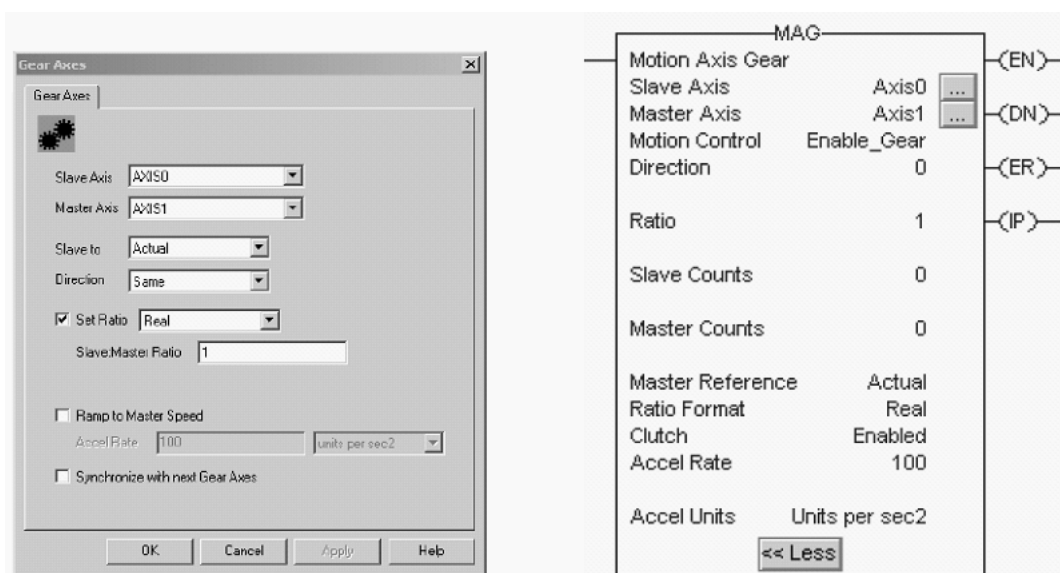 Gear Axes
Gear Axes
Slave Axis AXIS0
Master Axis AXIS1
Slave to Actual
Direction Same
Set Ratio Real
Slave:Master Ratio 1
Ramp to Master Speed
Accel Rate 100 units per sec2
Synchronize with next Gear Axes
OK Cancel Apply Help
MAG
Motion Axis Gear (EN)
Slave Axis Axis0 ...
Master Axis Axis1 ... (DN)
Motion Control Enable_Gear
Direction 0 (ER)
Ratio 1 (IP)
Slave Counts 0
Master Counts 0
Master Reference Actual
Ratio Format Real
Clutch Enabled
Accel Rate 100
Accel Units Units per sec2
<< Less